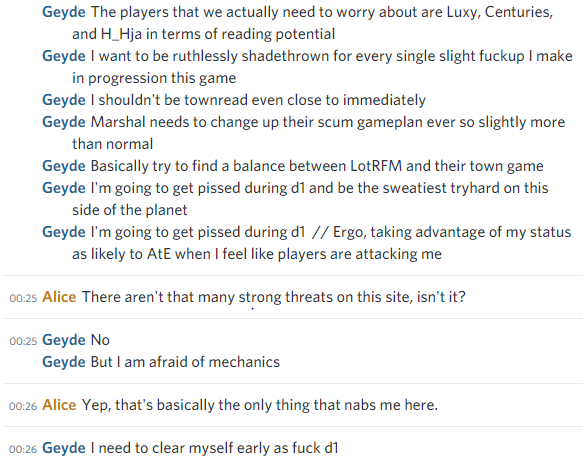 Geyde The players that we actually need to worry about are Luxy, Centuries,
and H_Hja in terms of reading potential
Geyde I want to be ruthlessly shadethrown for every single slight fuckup I make
in progression this game
Geyde I shouldn't be townread even close to immediately
Geyde Marshal needs to change up their scum gameplan ever so slightly more
than normal
Geyde Basically try to find a balance between LotRFM and their town game
Geyde I'm going to get pissed during d1 and be the sweatiest tryhard on this
side of the planet
Geyde I'm going to get pissed during d1 // Ergo, taking advantage of my status
as likely to AtE when I feel like players are attacking me
00:25 Alice There aren't that many strong threats on this site, isn't it?
00:25 Geyde No
Geyde But I am afraid of mechanics
00:26 Alice Yep, that's basically the only thing that nabs me here.
00:26 Geyde I need to clear myself early as fuck d1